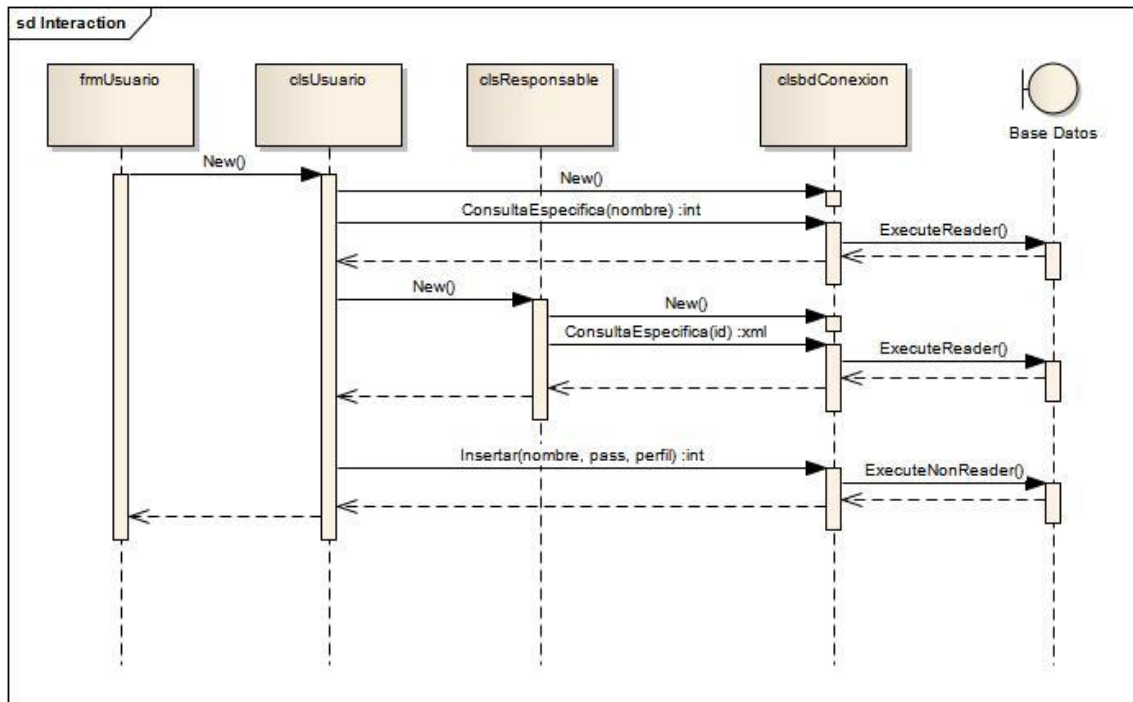 sd Interaction
frmUsuario
clsUsuario
clsResponsable
clsbdConexion
Base Datos
New()
New()
ConsultaEspecifica(nombre) :int
ExecuteReader()
New()
New()
ConsultaEspecifica(id) :xml
ExecuteReader()
Insertar(nombre, pass, perfil) :int
ExecuteNonReader()